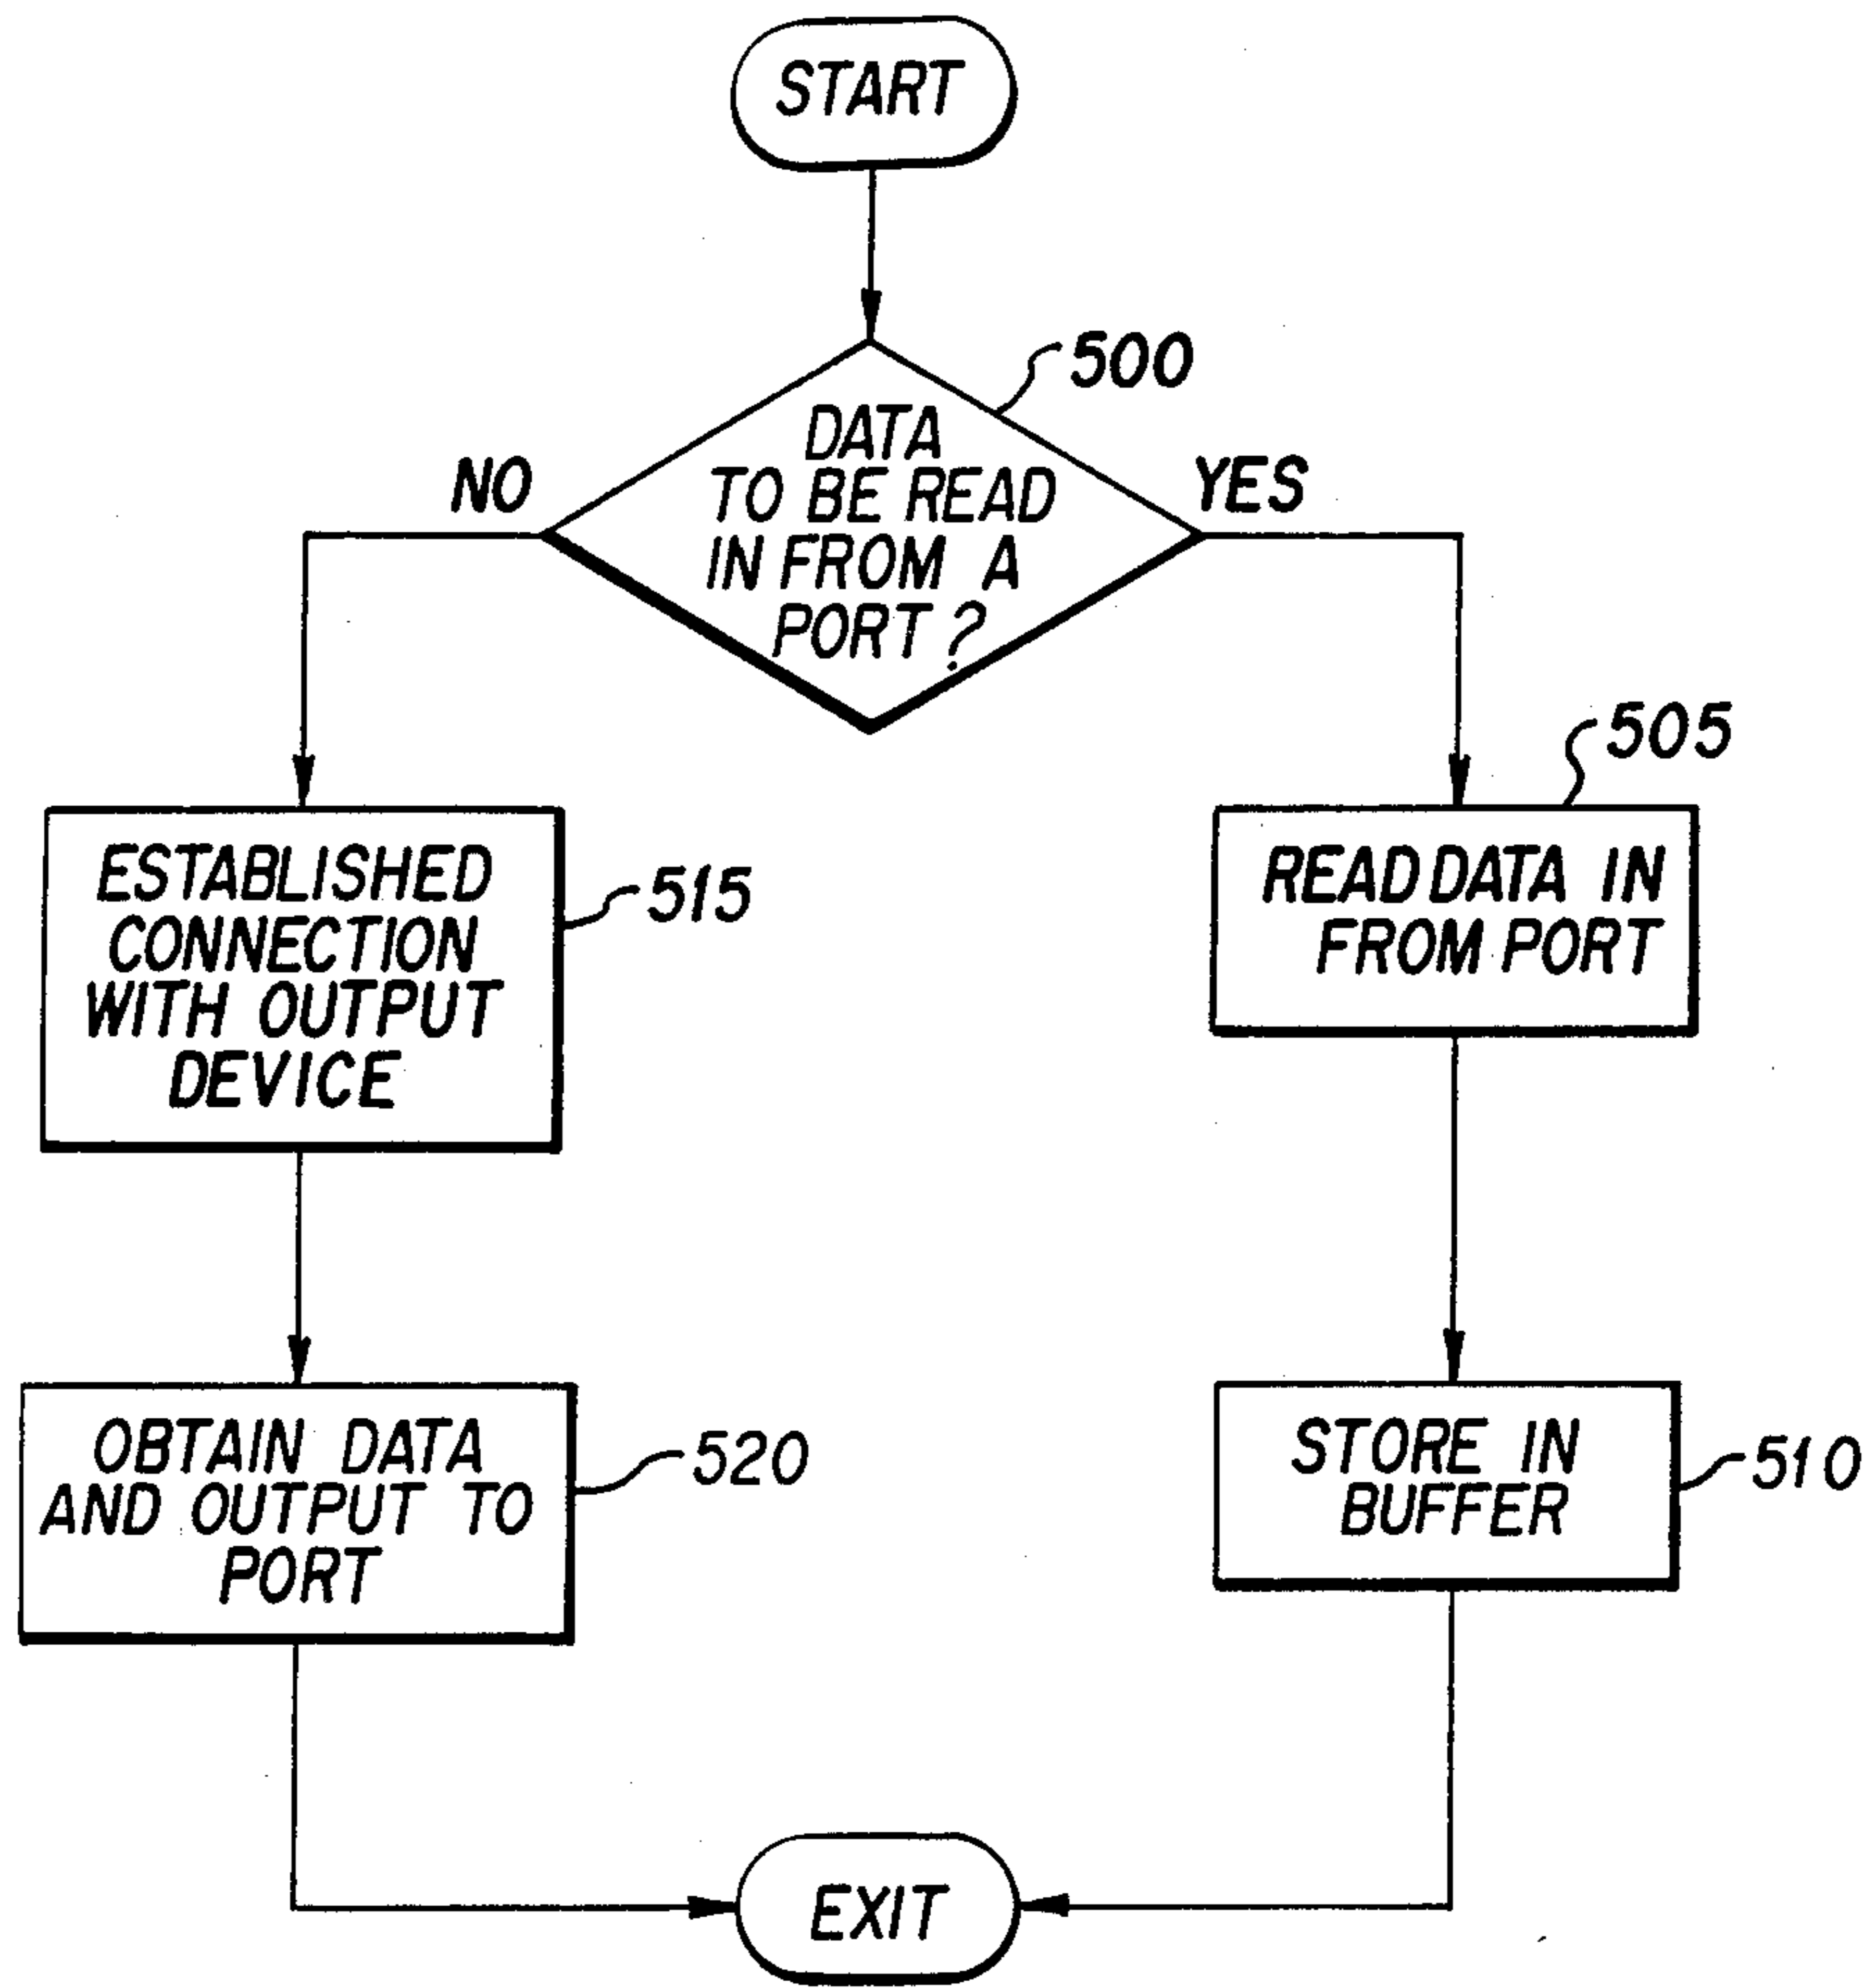 START
500
DATA
TO BE READ
IN FROM A
PORT?
NO
YES
505
ESTABLISHED
CONNECTION
WITH OUTPUT
DEVICE
515
READ DATA IN
FROM PORT
OBTAIN DATA
AND OUTPUT TO
PORT
520
STORE IN
BUFFER
510
EXIT